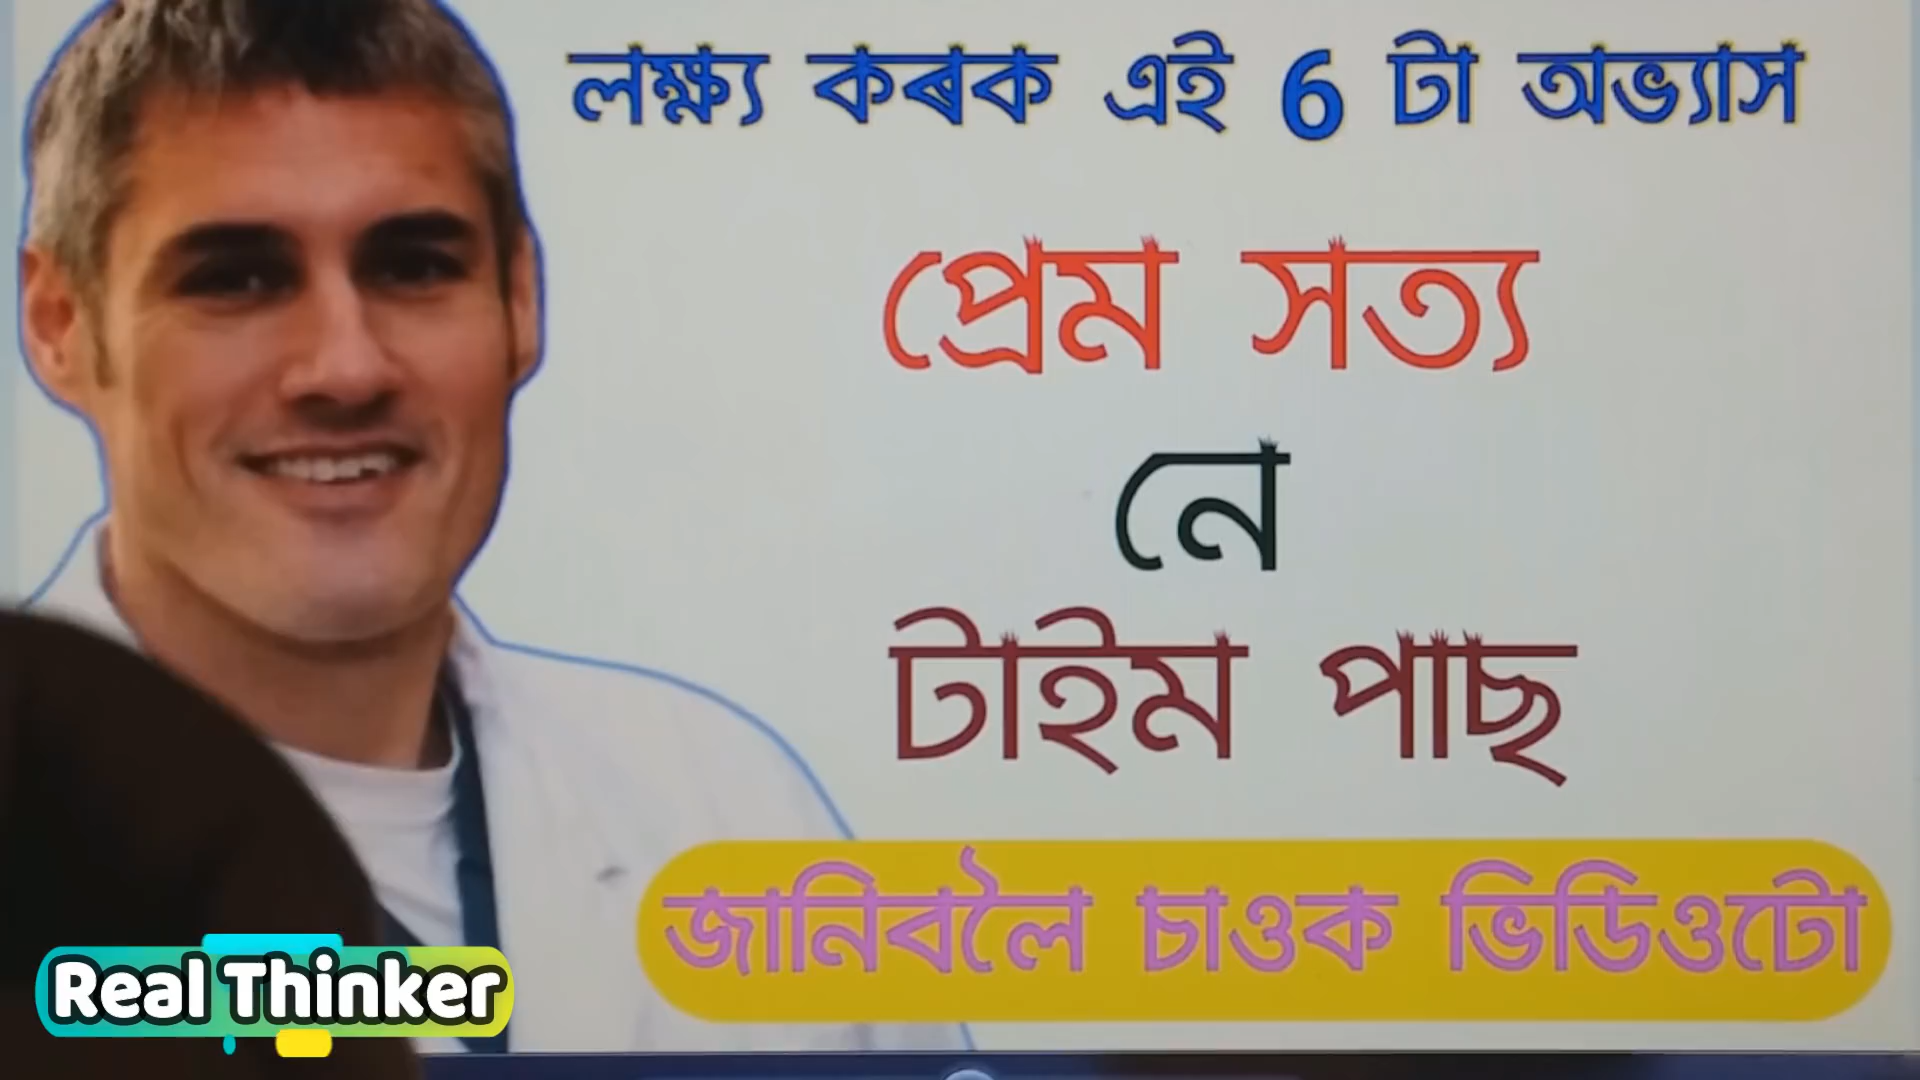 লক্ষ্য কৰক এই 6 টা অভ্যাস
প্ৰেম সত্য
নে
টাইম পাছ
জানিবলৈ চাওক ভিডিওটো
Real Thinker